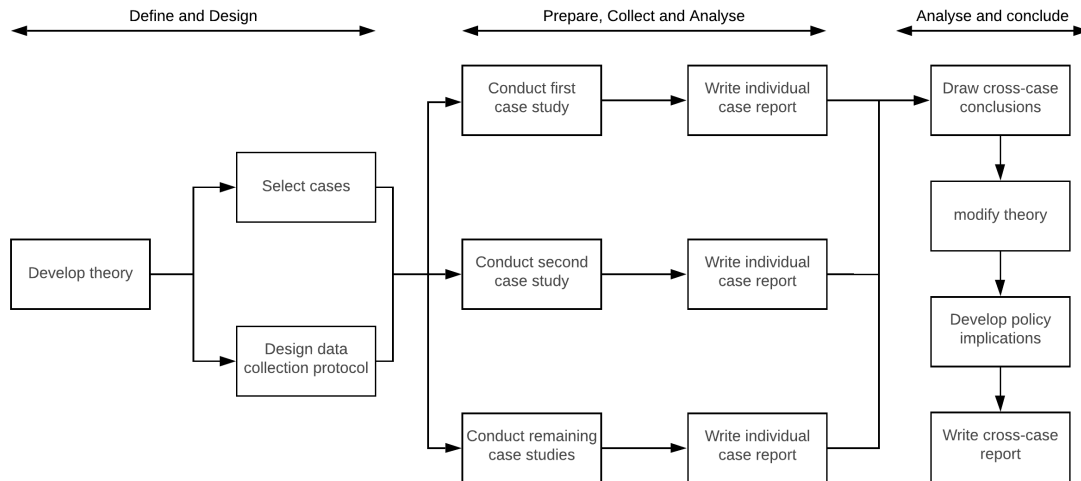 Define and Design
Prepare, Collect and Analyse
Analyse and conclude
Conduct first
case study
Write individual
case report
Draw cross-case
conclusions
Select cases
modify theory
Develop theory
Conduct second
case study
Write individual
case report
Develop policy
implications
Design data
collection protocol
Conduct remaining
case studies
Write individual
case report
Write cross-case
report